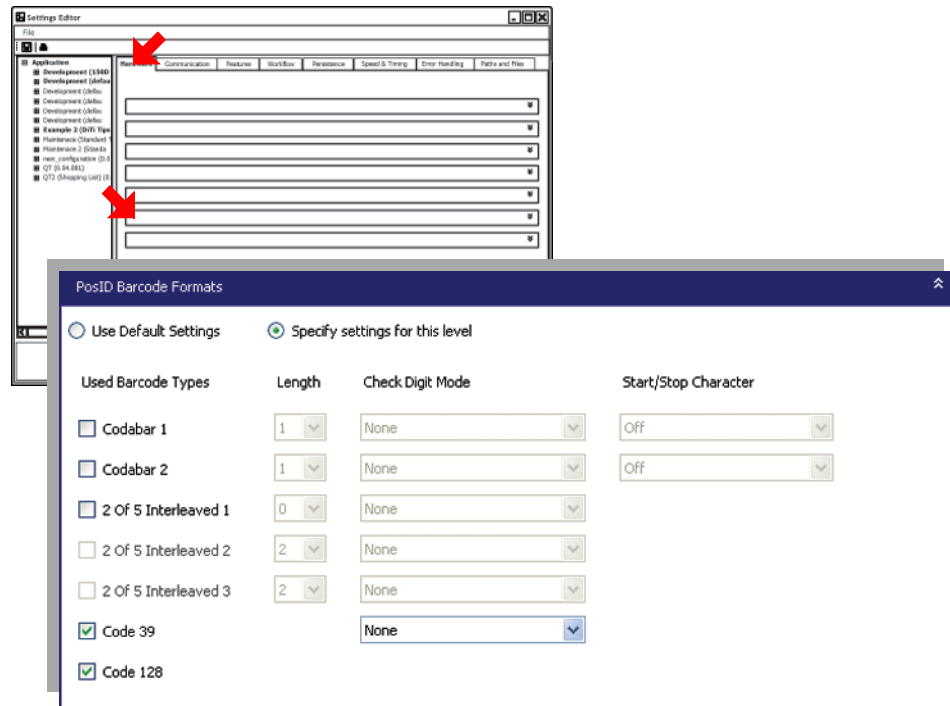 Settings Editor
File
Application
Development (1500
Development (defau
Development (defau
Development (defau
Development (defau
Development (defau
Example 2 (DiTi Tips
Maintenace (Standard
Maintenace 2 (Standa
new_configuration (0.0
QT (0.04.081)
QT2 (Shopping List) (0.
Communication Features Workflow Persistence Speed & Timing Error Handling Paths and Files
PosID Barcode Formats
Use Default Settings Specify settings for this level
Used Barcode Types Length Check Digit Mode Start/Stop Character
Codabar 1 1 None Off
Codabar 2 1 None Off
2 Of 5 Interleaved 1 0 None
2 Of 5 Interleaved 2 2 None
2 Of 5 Interleaved 3 2 None
Code 39 None
Code 128